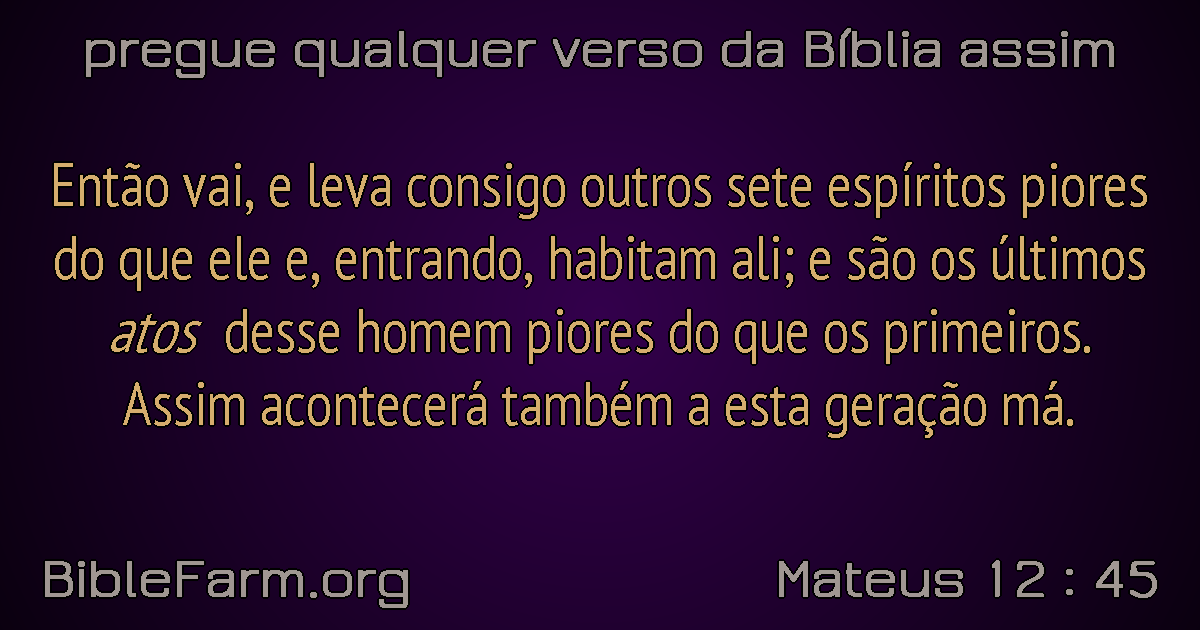 pregue qualquer verso da Bíblia assim
Então vai, e leva consigo outros sete espíritos piores
do que ele e, entrando, habitam ali; e são os últimos
atos desse homem piores do que os primeiros.
Assim acontecerá também a esta geração má.
BibleFarm.org
Mateus 12 : 45